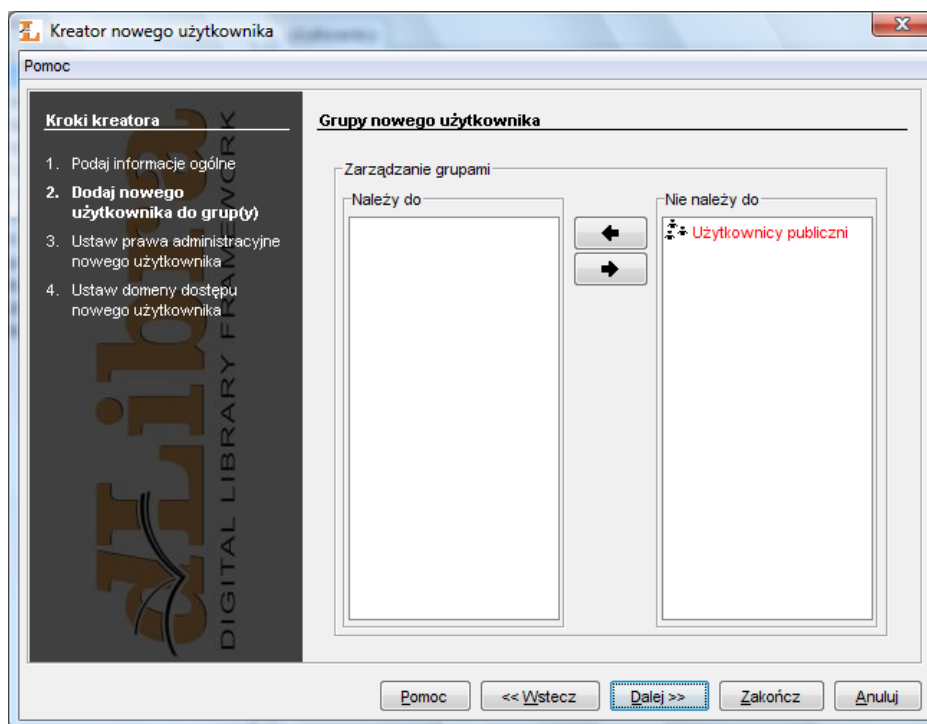 Kreator nowego użytkownika
Pomoc
Kroki kreatora
1. Podaj informacje ogólne
2. Dodaj nowego
użytkownika do grup(y)
3. Ustaw prawa administracyjne
nowego użytkownika
4. Ustaw domeny dostępu
nowego użytkownika
dLibra
DIGITAL LIBRARY FRAMEWORK
Grupy nowego użytkownika
Zarządzanie grupami
Należy do
Nie należy do
Użytkownicy publiczni
Pomoc
<< Wstecz
Dalej >>
Zakończ
Anuluj